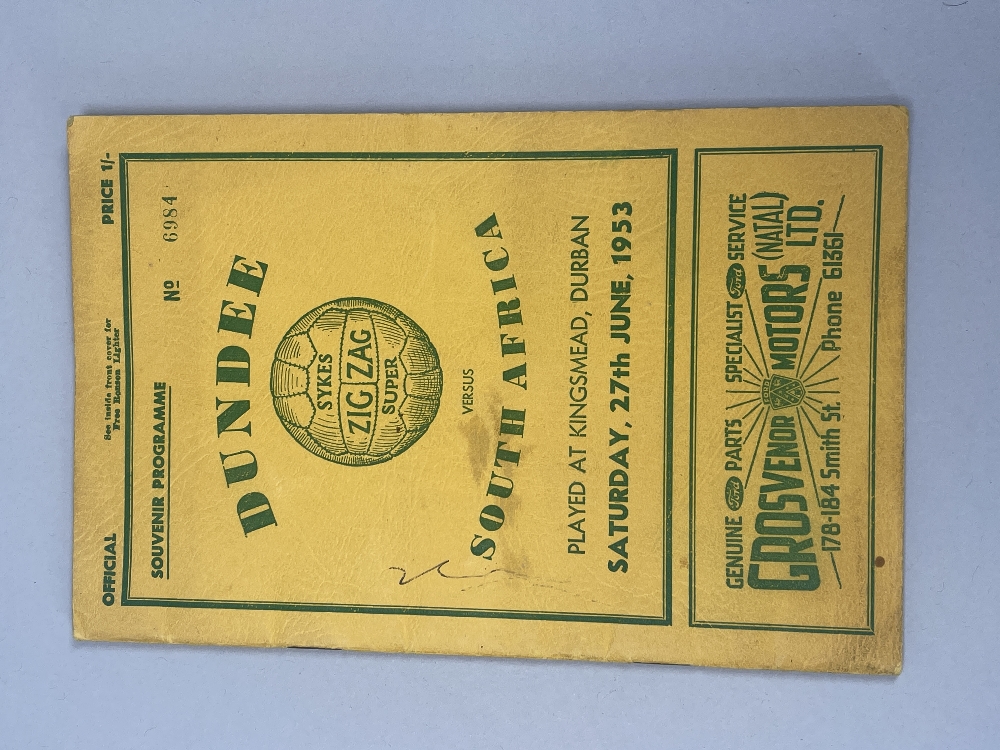 OFFICIAL PRICE 1/-
See inside front cover for
Free Ronson Lighter
SOUVENIR PROGRAMME Nº 6984
DUNDEE
SYKES
ZIG ZAG
SUPER
VERSUS
SOUTH AFRICA
PLAYED AT KINGSMEAD, DURBAN
SATURDAY, 27th JUNE, 1953
GENUINE Ford PARTS SPECIALIST Ford SERVICE
GROSVENOR MOTORS (NATAL) LTD.
178-184 Smith St. Phone 61361